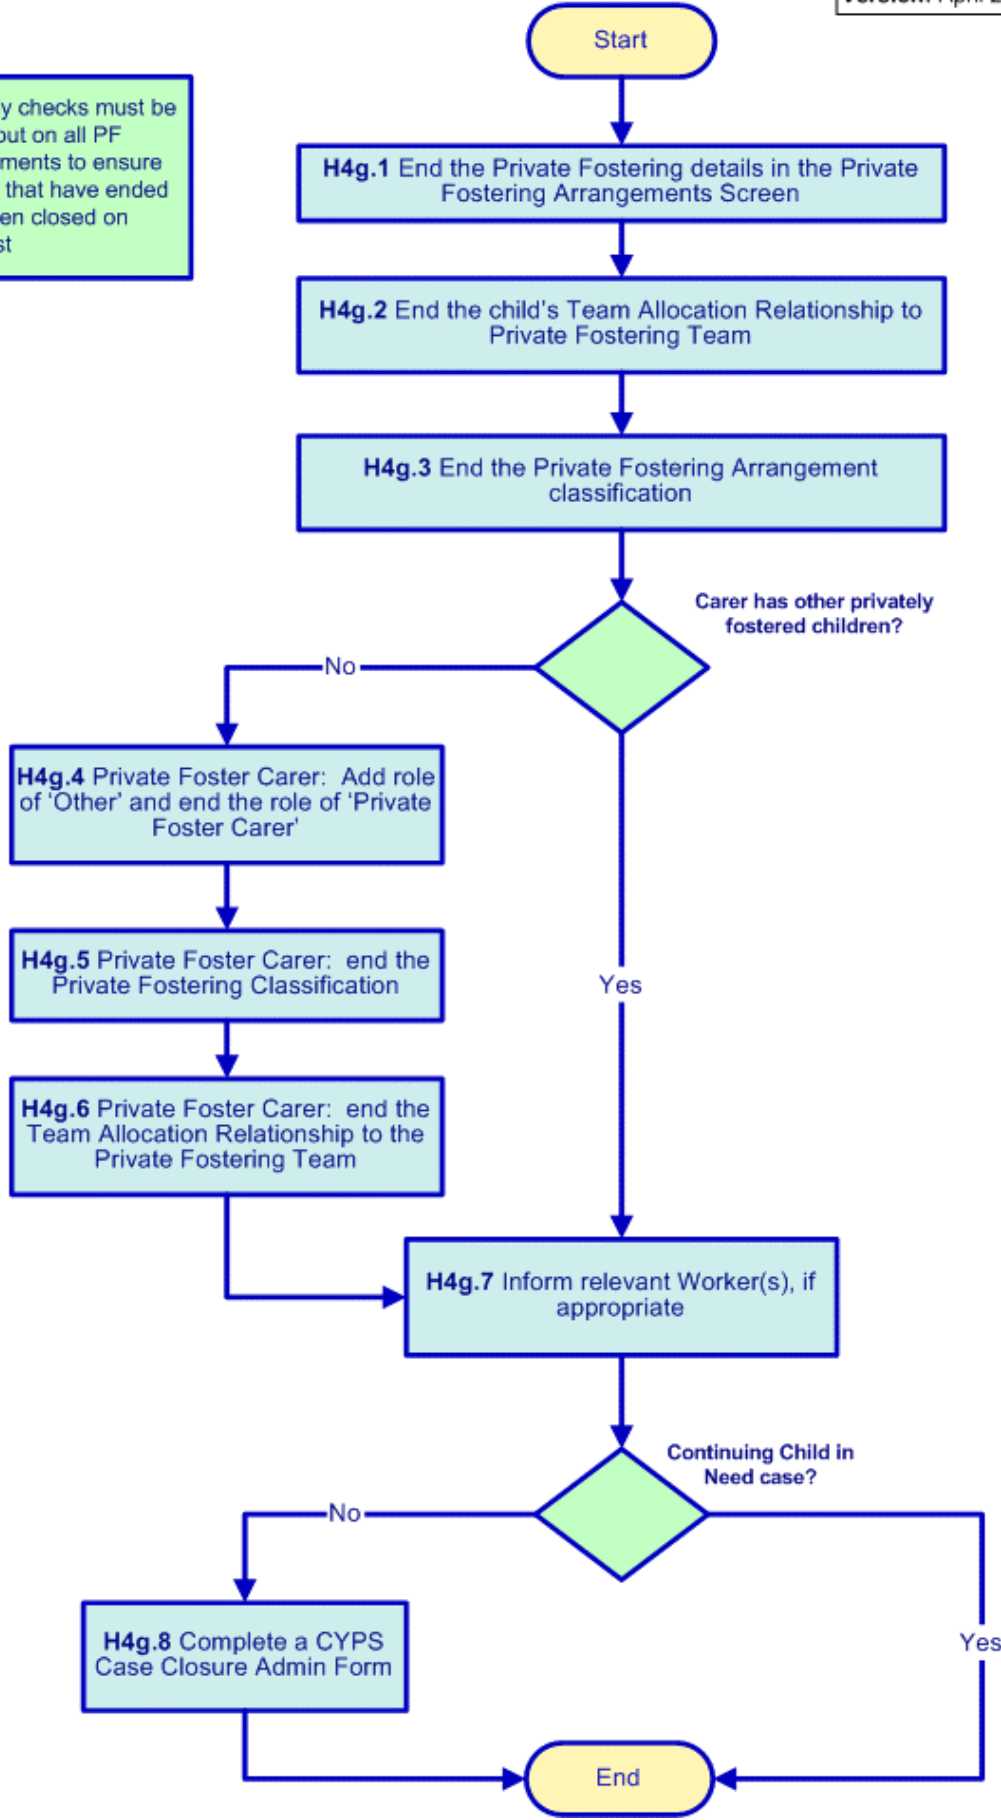 Start
y checks must be
out on all PF
ments to ensure
that have ended
en closed on
st
H4g.1 End the Private Fostering details in the Private
Fostering Arrangements Screen
H4g.2 End the child's Team Allocation Relationship to
Private Fostering Team
H4g.3 End the Private Fostering Arrangement
classification
Carer has other privately
fostered children?
No
H4g.4 Private Foster Carer: Add role
of ‘Other’ and end the role of ‘Private
Foster Carer’
H4g.5 Private Foster Carer: end the
Private Fostering Classification
Yes
H4g.6 Private Foster Carer: end the
Team Allocation Relationship to the
Private Fostering Team
H4g.7 Inform relevant Worker(s), if
appropriate
Continuing Child in
Need case?
No
H4g.8 Complete a CYPS
Case Closure Admin Form
Yes
End